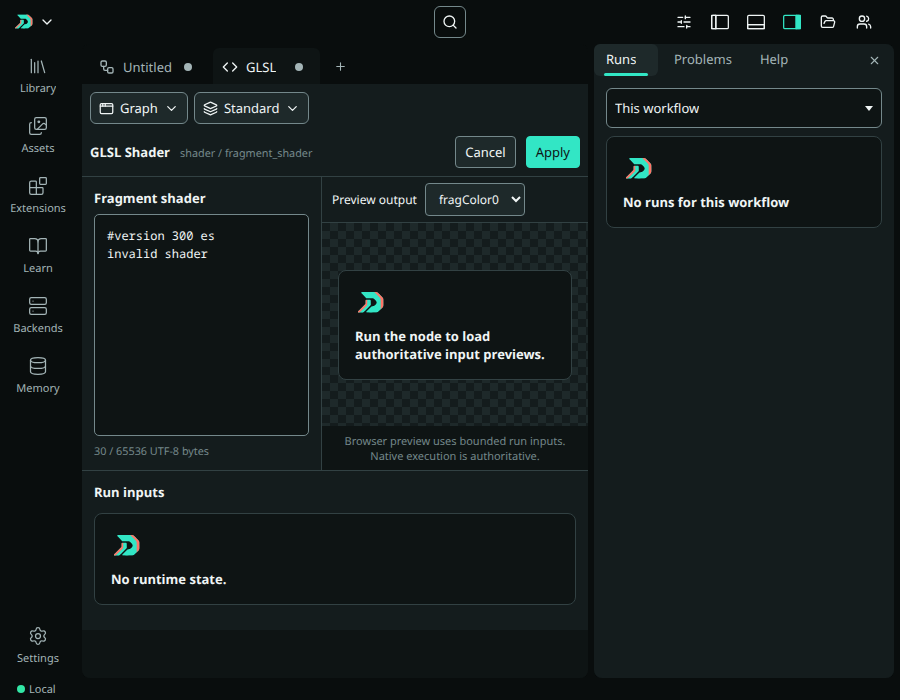 Library
Assets
Extensions
Learn
Backends
Memory
Settings
Local
Untitled
GLSL
Graph
Standard
GLSL Shader shader / fragment_shader
Cancel
Apply
Fragment shader
#version 300 es
invalid shader
30 / 65536 UTF-8 bytes
Preview output
fragColor0
Run the node to load
authoritative input previews.
Browser preview uses bounded run inputs.
Native execution is authoritative.
Run inputs
No runtime state.
Runs
Problems
Help
This workflow
No runs for this workflow